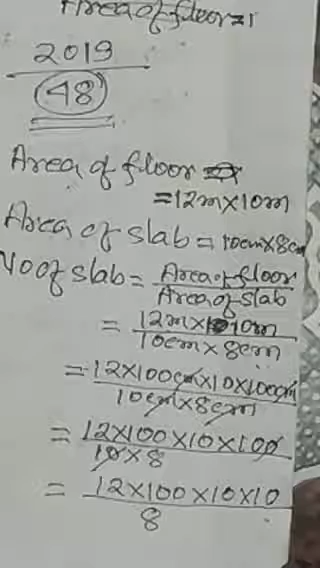 Area of floor = 1
2019
48
Area of floor
= 12m × 10m
Area of slab = 10cm × 8cm
No of slab = Area of floor / Area of slab
= 12m × 10m / 10cm × 8cm
= 12 × 100cm × 10 × 100cm / 10cm × 8cm
= 12 × 100 × 10 × 100 / 10 × 8
= 12 × 100 × 10 × 10 / 8